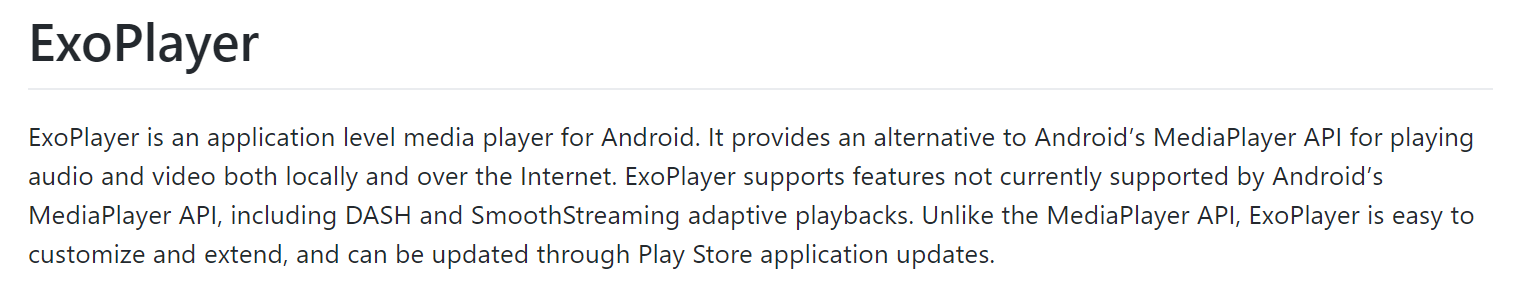 ExoPlayer
ExoPlayer is an application level media player for Android. It provides an alternative to Android’s MediaPlayer API for playing
audio and video both locally and over the Internet. ExoPlayer supports features not currently supported by Android’s
MediaPlayer API, including DASH and SmoothStreaming adaptive playbacks. Unlike the MediaPlayer API, ExoPlayer is easy to
customize and extend, and can be updated through Play Store application updates.